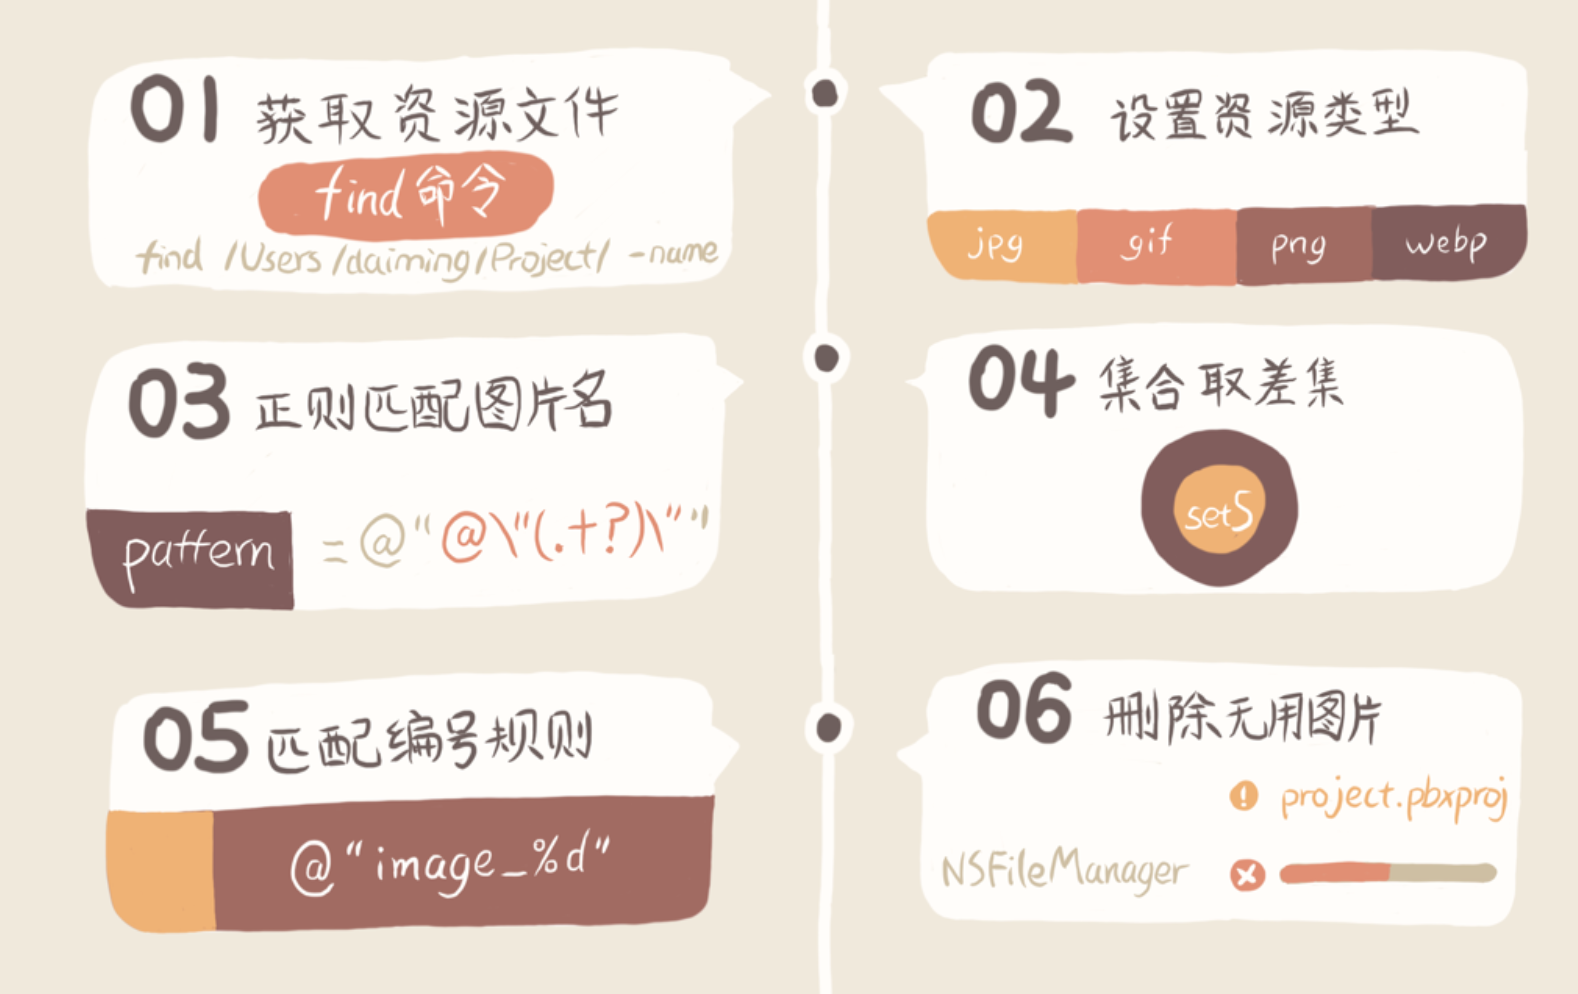 01 获取资源文件
find命令
find /Users/daiming/Project/ -name
02 设置资源类型
jpg gif png webp
03 正则匹配图片名
pattern = @"@\"(.+?)\""
04 集合取差集
set5
05 匹配编号规则
@"image_%d"
06 删除无用图片
! project.pbxproj
NSFileManager